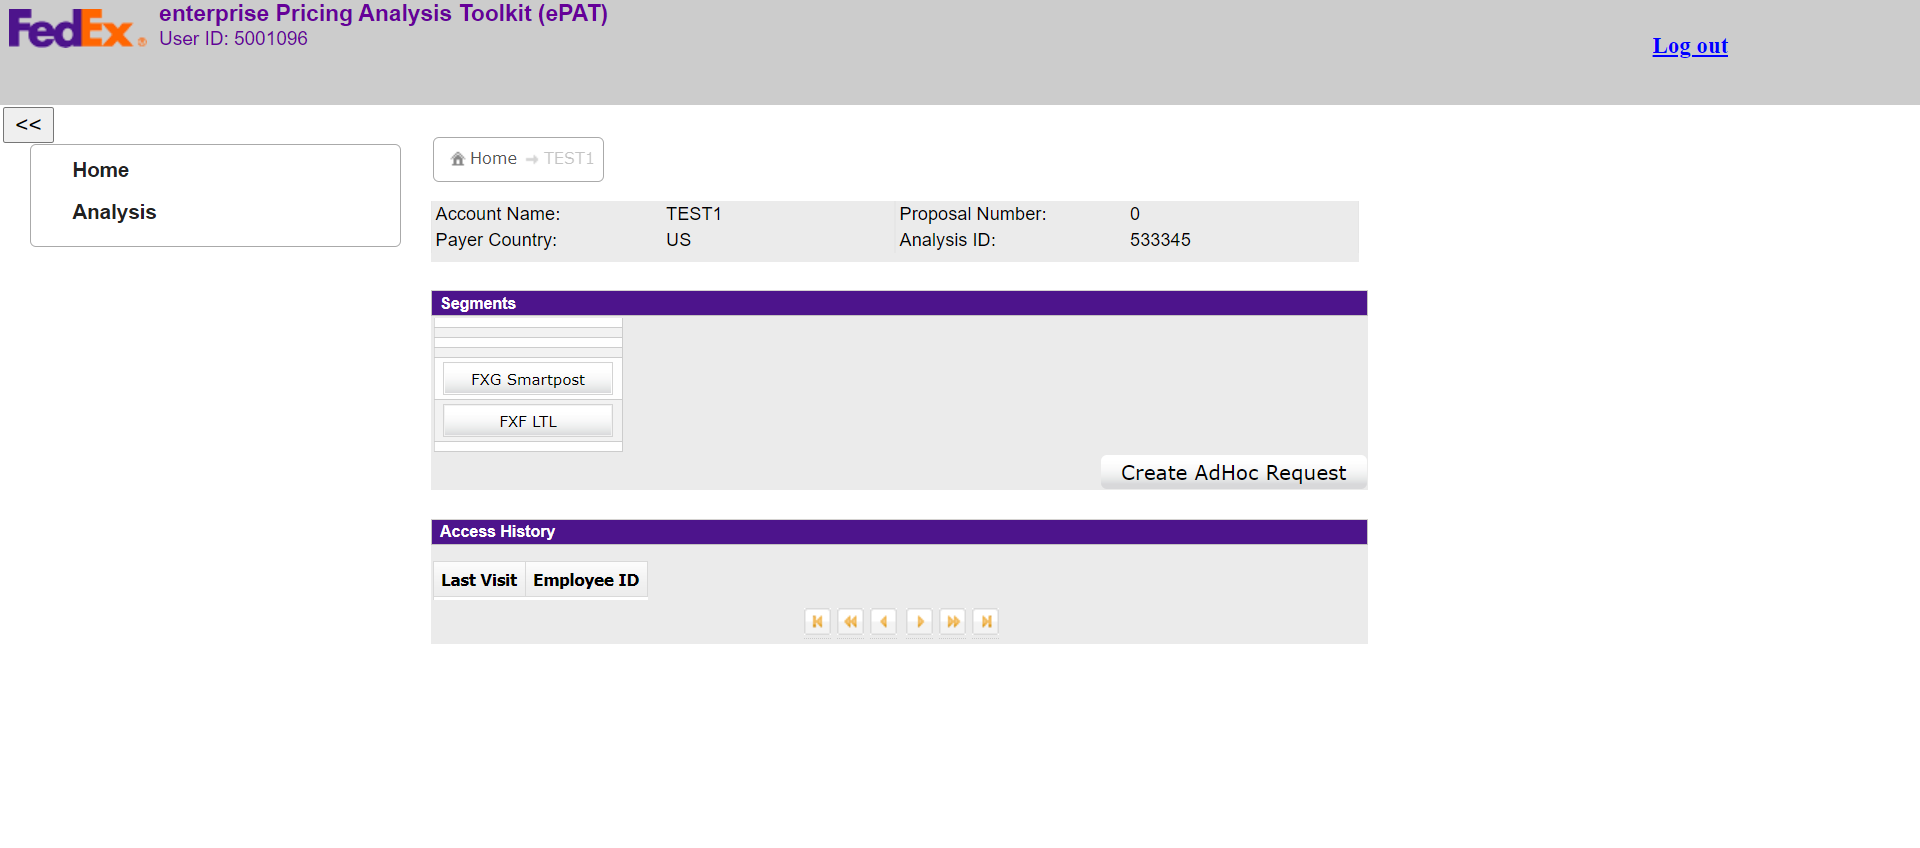 FedEx®
enterprise Pricing Analysis Toolkit (ePAT)
User ID: 5001096
Log out
<<
Home
Analysis
Home TEST1
Account Name: TEST1 Proposal Number: 0
Payer Country: US Analysis ID: 533345
Segments
FXG Smartpost
FXF LTL
Create AdHoc Request
Access History
Last Visit Employee ID